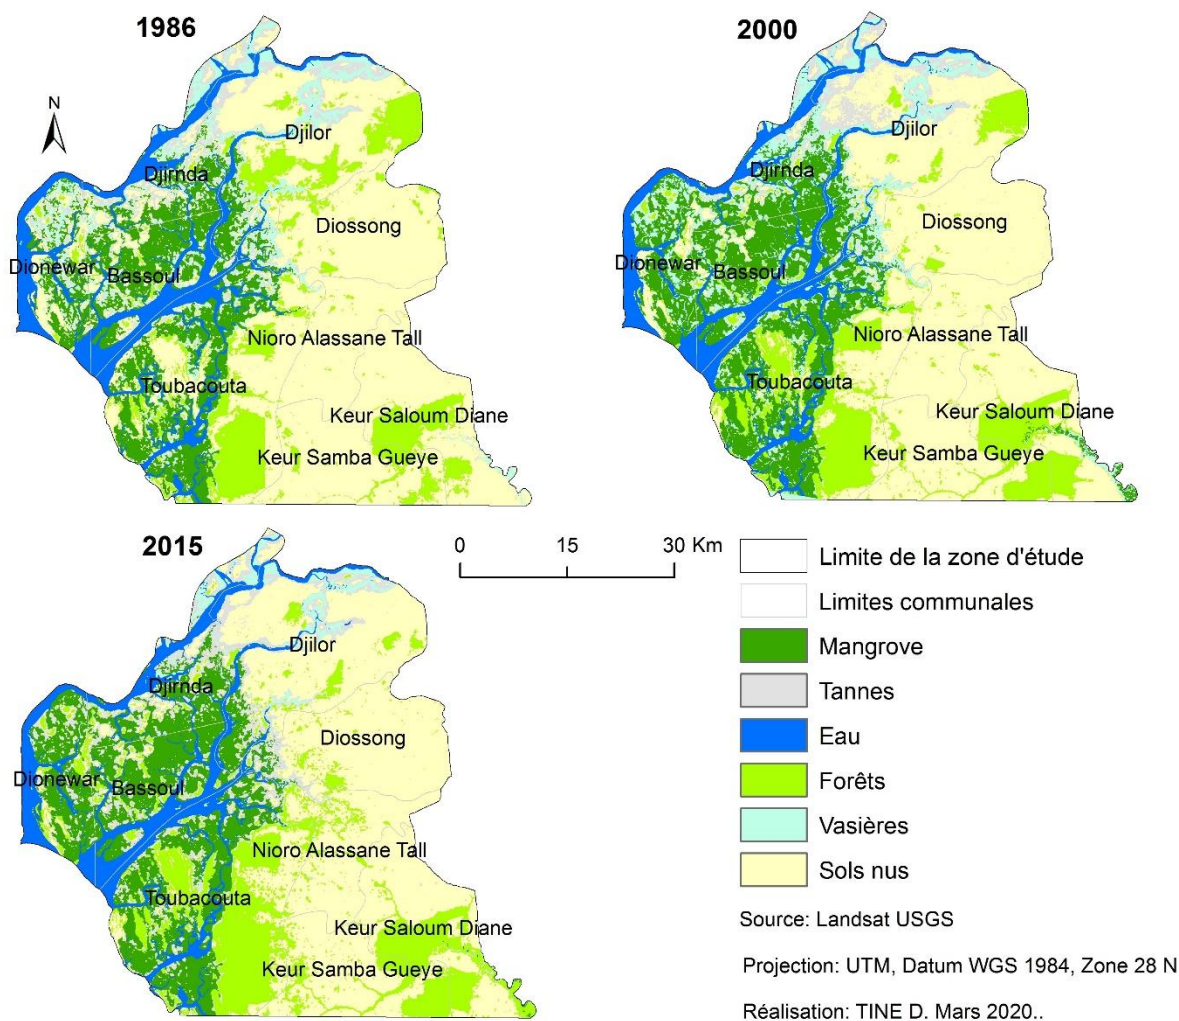 1986
N
Djilor
Djirnda
Diossong
Dionewar
Bassoul
Nioro Alassane Tall
Toubacouta
Keur Saloum Diane
Keur Samba Gueye
2000
Djilor
Djirnda
Diossong
Dionewar
Bassoul
Nioro Alassane Tall
Toubacouta
Keur Saloum Diane
Keur Samba Gueye
2015
Djilor
Djirnda
Diossong
Dionewar
Bassoul
Nioro Alassane Tall
Toubacouta
Keur Saloum Diane
Keur Samba Gueye
0 15 30 Km
Limite de la zone d'étude
Limites communales
Mangrove
Tannes
Eau
Forêts
Vasières
Sols nus
Source: Landsat USGS
Projection: UTM, Datum WGS 1984, Zone 28 N
Réalisation: TINE D. Mars 2020..